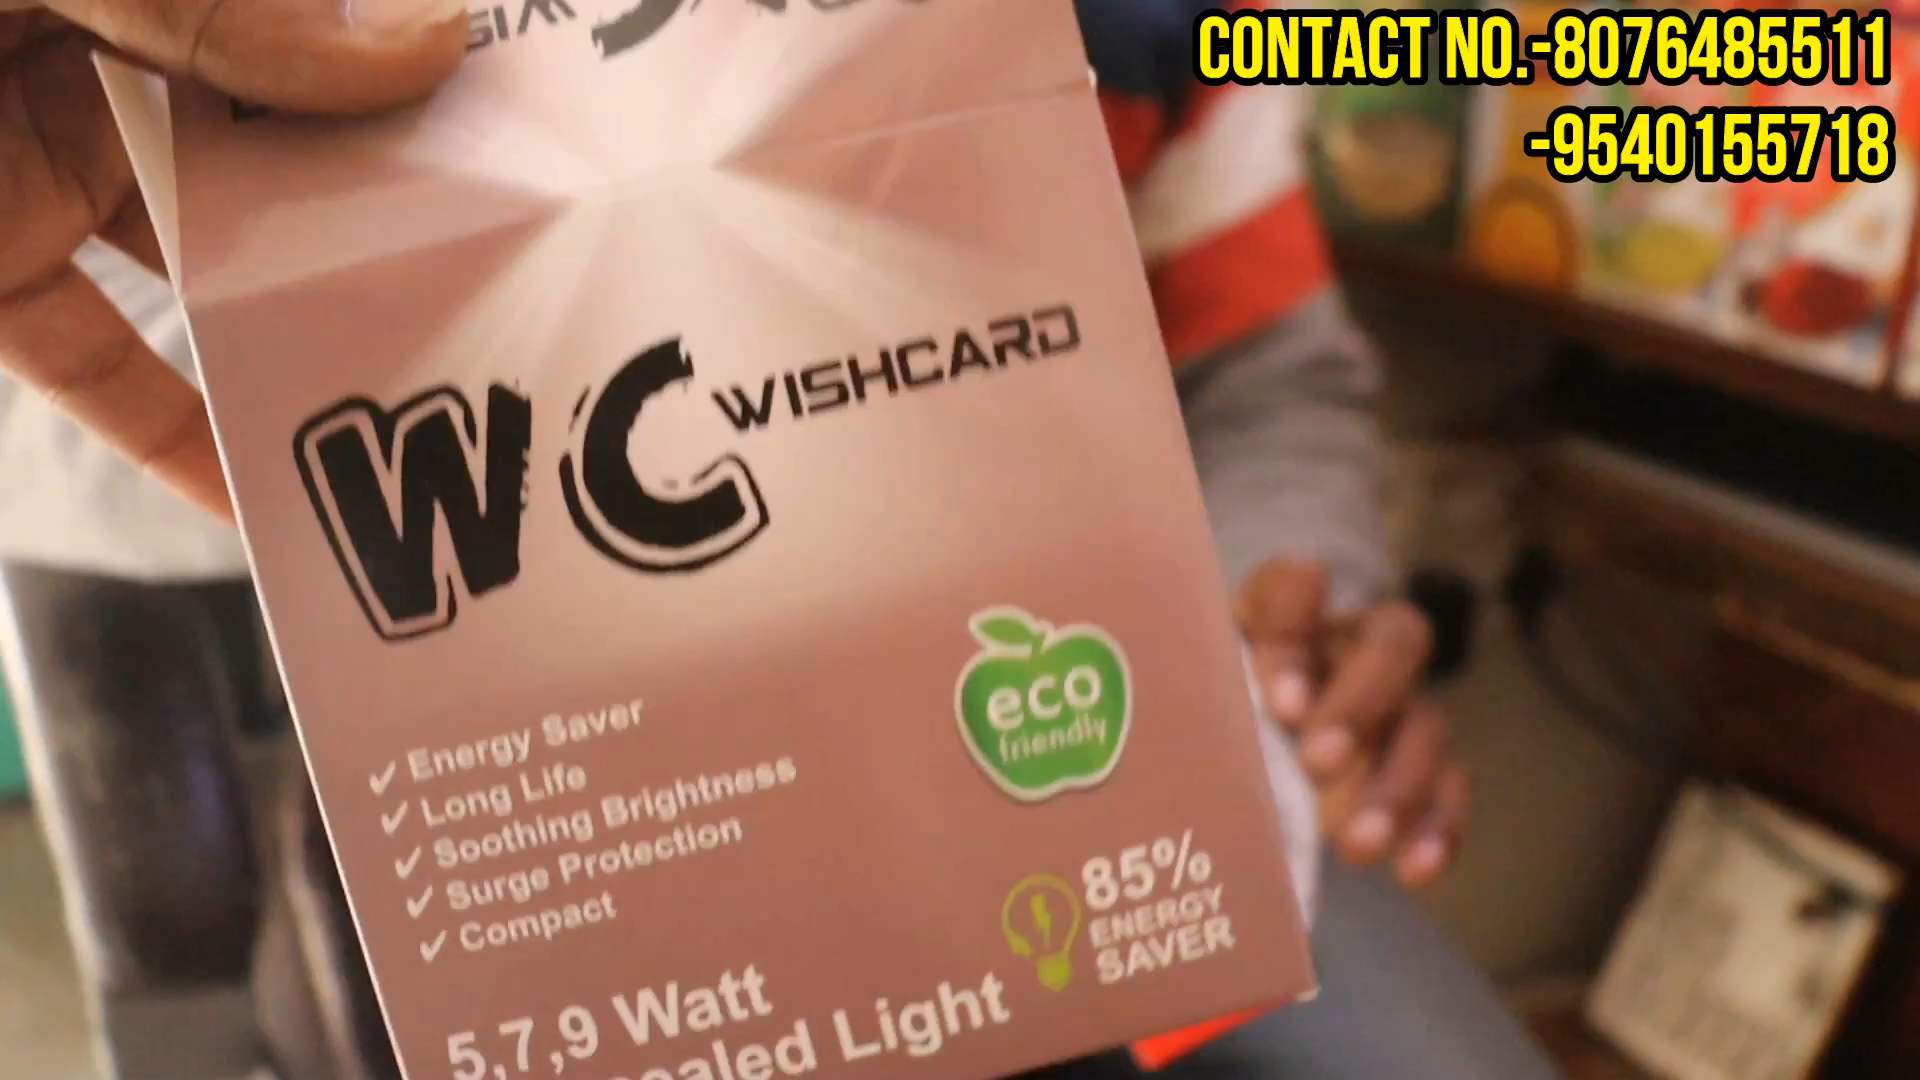 CONTACT NO.-8076485511
-9540155718
WC WISHCARD
eco
friendly
✓ Energy Saver
✓ Long Life
✓ Soothing Brightness
✓ Surge Protection
✓ Compact
85%
ENERGY
SAVER
5,7,9 Watt
Light